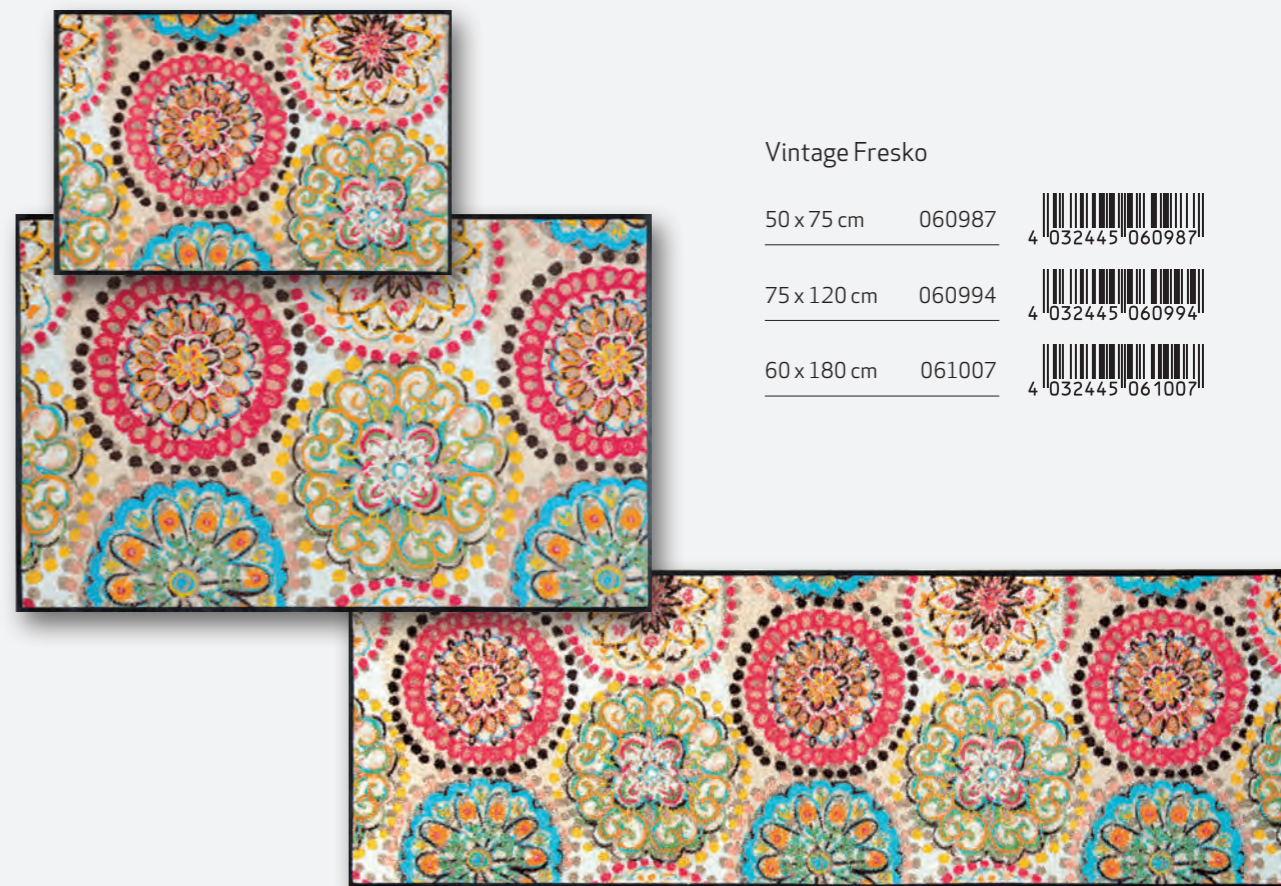 Vintage Fresko
50 x 75 cm 060987
4 032445 060987
75 x 120 cm 060994
4 032445 060994
60 x 180 cm 061007
4 032445 061007